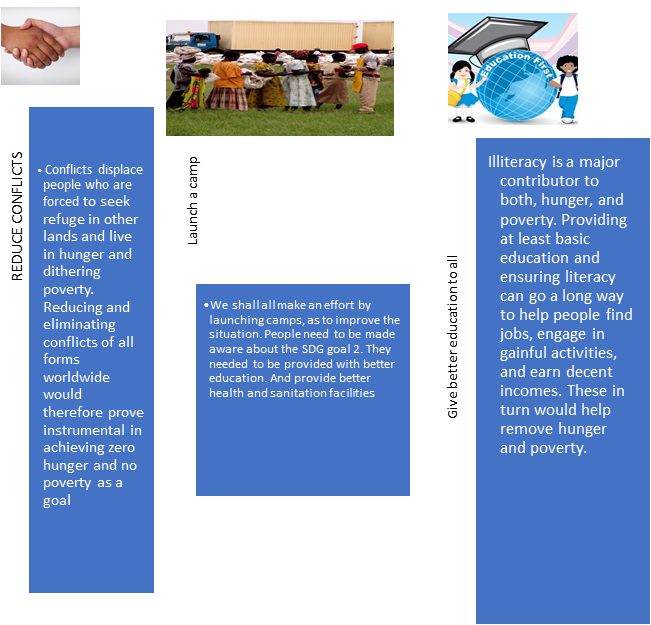 Education First
REDUCE CONFLICTS
• Conflicts displace
people who are
forced to seek
refuge in other
lands and live
in hunger and
dithering
poverty.
Reducing and
eliminating
conflicts of all
forms
worldwide
would
therefore prove
instrumental in
achieving zero
hunger and no
poverty as a
goal
Launch a camp
•We shall all make an effort by
launching camps, as to improve the
situation. People need to be made
aware about the SDG goal 2. They
needed to be provided with better
education. And provide better
health and sanitation facilities
Give better education to all
Illiteracy is a major
contributor to
both, hunger, and
poverty. Providing
at least basic
education and
ensuring literacy
can go a long way
to help people find
jobs, engage in
gainful activities,
and earn decent
incomes. These in
turn would help
remove hunger
and poverty.